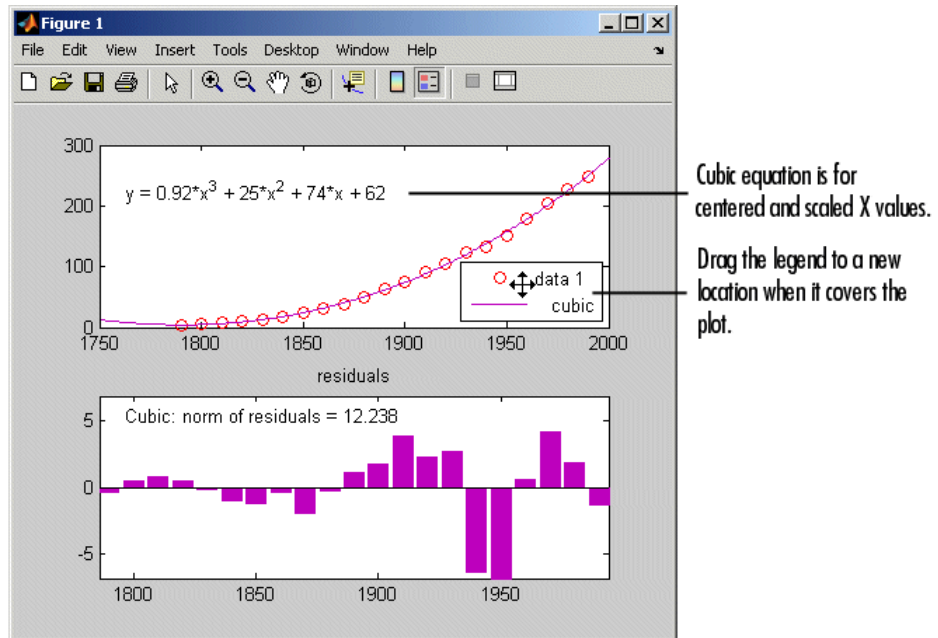 Figure 1
File Edit View Insert Tools Desktop Window Help
300
200
100
0
y = 0.92*x³ + 25*x² + 74*x + 62
data 1
cubic
1750 1800 1850 1900 1950 2000
Cubic equation is for
centered and scaled X values.
Drag the legend to a new
location when it covers the
plot.
residuals
5
0
-5
Cubic: norm of residuals = 12.238
1800 1850 1900 1950